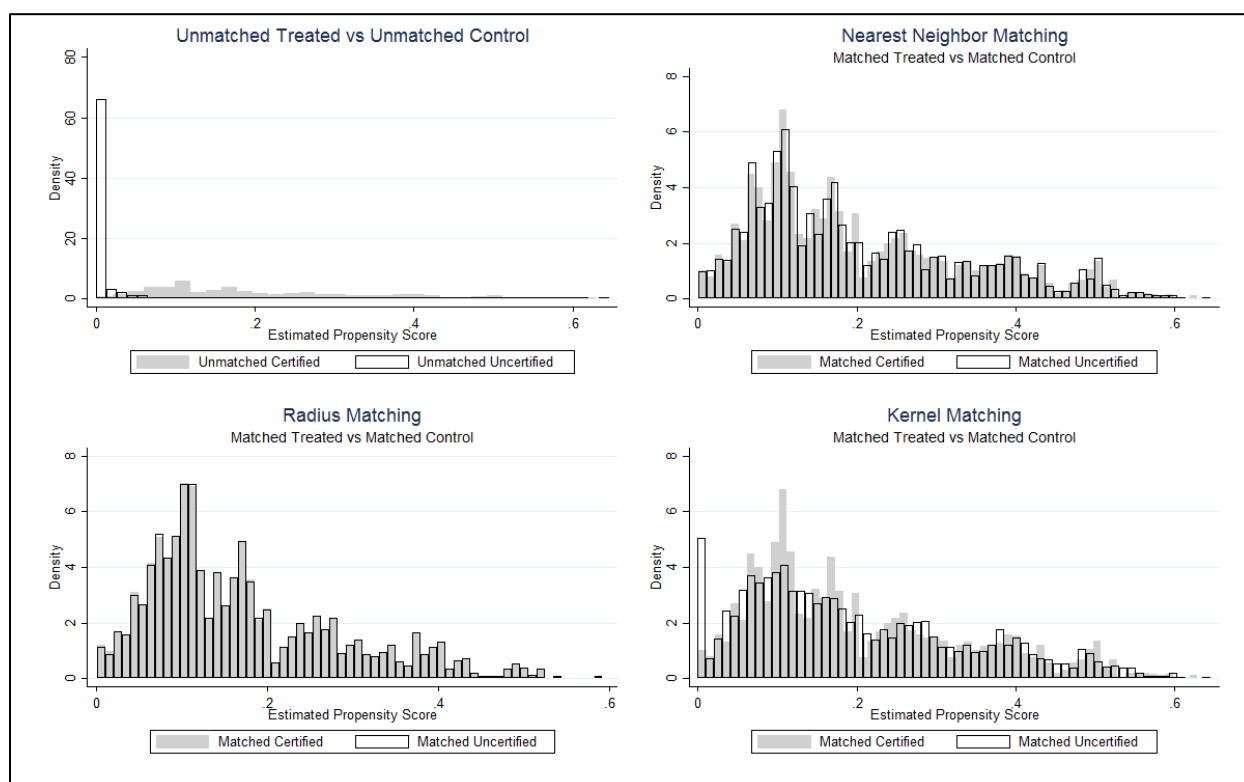 Unmatched Treated vs Unmatched Control
80
60
40
20
0
Density
0 .2 .4 .6
Estimated Propensity Score
Unmatched Certified Unmatched Uncertified
Nearest Neighbor Matching
Matched Treated vs Matched Control
8
6
4
2
0
Density
0 .2 .4 .6
Estimated Propensity Score
Matched Certified Matched Uncertified
Radius Matching
Matched Treated vs Matched Control
8
6
4
2
0
Density
0 .2 .4 .6
Estimated Propensity Score
Matched Certified Matched Uncertified
Kernel Matching
Matched Treated vs Matched Control
8
6
4
2
0
Density
0 .2 .4 .6
Estimated Propensity Score
Matched Certified Matched Uncertified